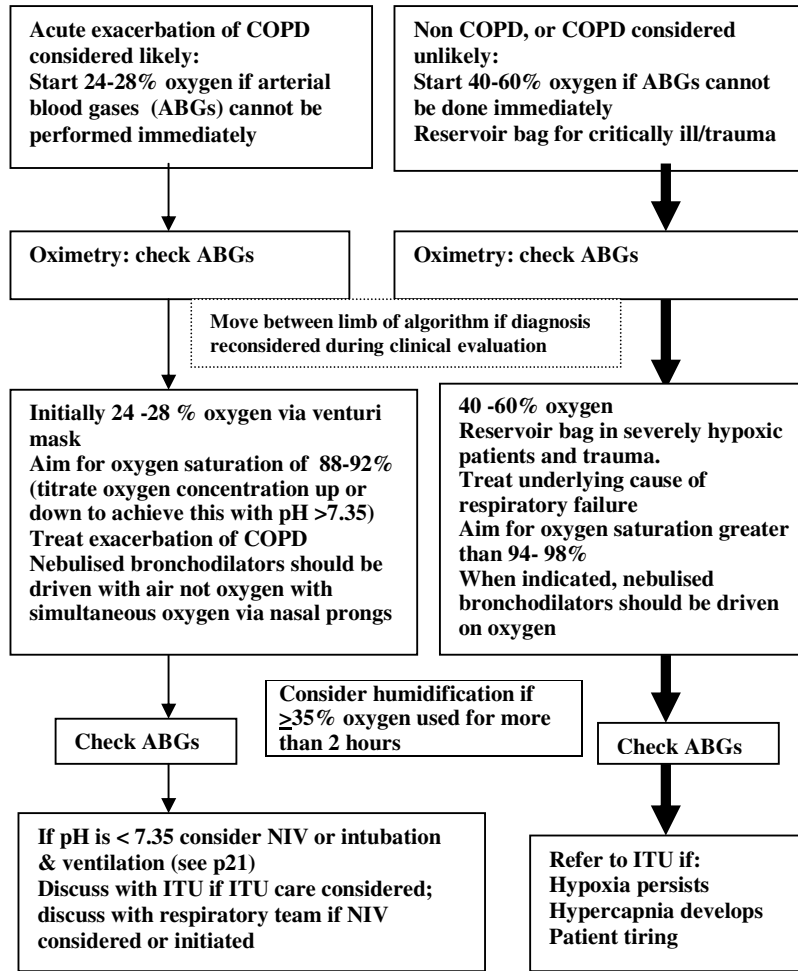 Acute exacerbation of COPD
considered likely:
Start 24-28% oxygen if arterial
blood gases (ABGs) cannot be
performed immediately
Non COPD, or COPD considered
unlikely:
Start 40-60% oxygen if ABGs cannot
be done immediately
Reservoir bag for critically ill/trauma
Oximetry: check ABGs
Oximetry: check ABGs
Move between limb of algorithm if diagnosis
reconsidered during clinical evaluation
Initially 24 -28 % oxygen via venturi
mask
Aim for oxygen saturation of 88-92%
(titrate oxygen concentration up or
down to achieve this with pH >7.35)
Treat exacerbation of COPD
Nebulised bronchodilators should be
driven with air not oxygen with
simultaneous oxygen via nasal prongs
40 -60% oxygen
Reservoir bag in severely hypoxic
patients and trauma.
Treat underlying cause of
respiratory failure
Aim for oxygen saturation greater
than 94- 98%
When indicated, nebulised
bronchodilators should be driven
on oxygen
Consider humidification if
≥35% oxygen used for more
than 2 hours
Check ABGs
Check ABGs
If pH is < 7.35 consider NIV or intubation
& ventilation (see p21)
Discuss with ITU if ITU care considered;
discuss with respiratory team if NIV
considered or initiated
Refer to ITU if:
Hypoxia persists
Hypercapnia develops
Patient tiring